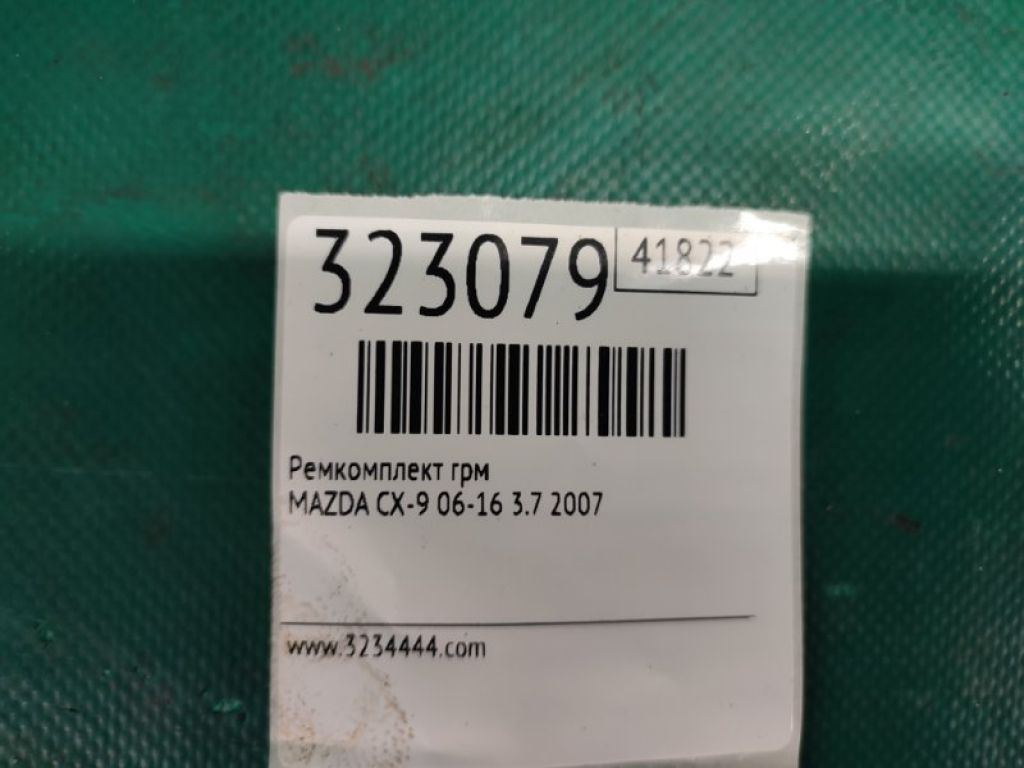 323079
41822
Ремкомплект грм
MAZDA CX-9 06-16 3.7 2007
www.3234444.com